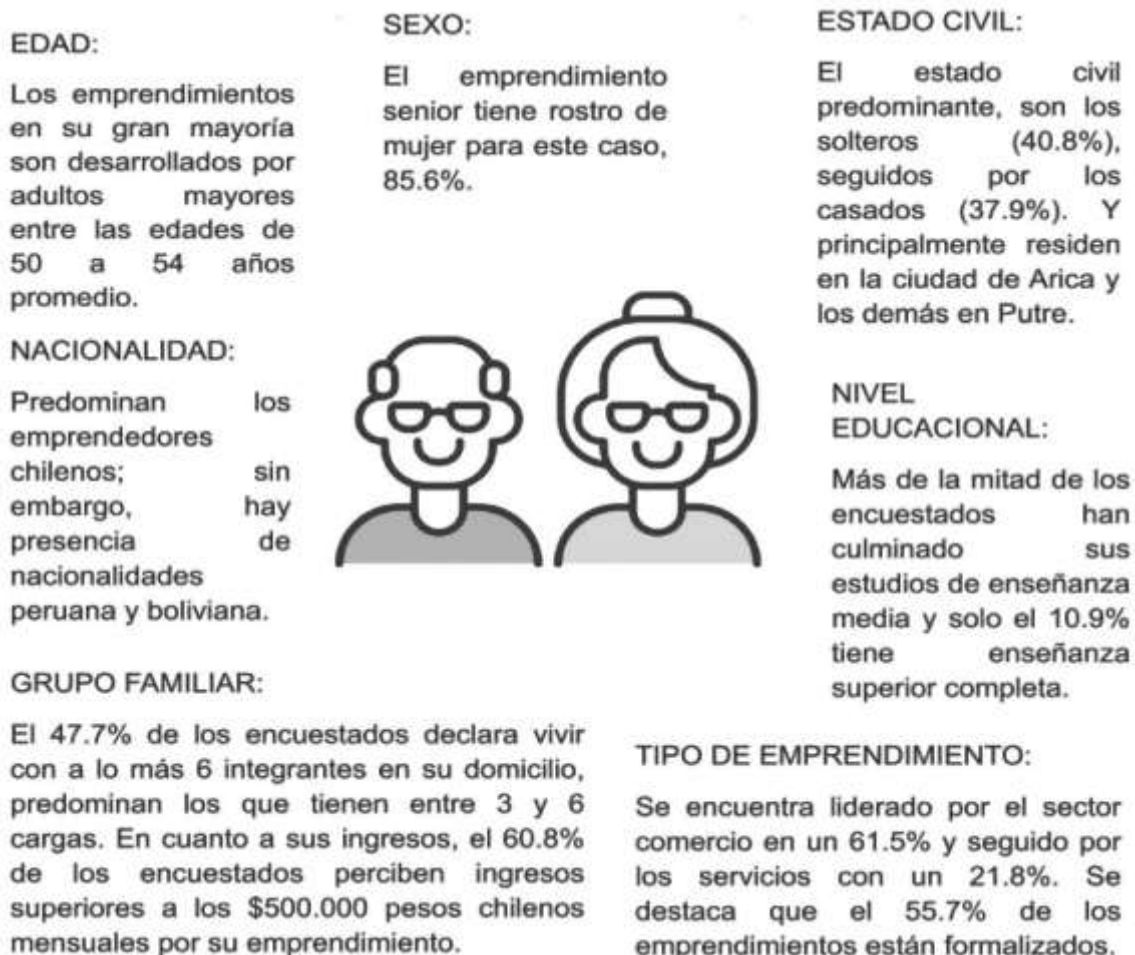 EDAD:
Los emprendimientos
en su gran mayoría
son desarrollados por
adultos mayores
entre las edades de
50 a 54 años
promedio.
SEXO:
El emprendimiento
senior tiene rostro de
mujer para este caso,
85.6%.
ESTADO CIVIL:
El estado civil
predominante, son los
solteros (40.8%),
seguidos por los
casados (37.9%). Y
principalmente residen
en la ciudad de Arica y
los demás en Putre.
NACIONALIDAD:
Predominan los
emprendedores
chilenos; sin
embargo, hay
presencia de
nacionalidades
peruana y boliviana.
NIVEL
EDUCACIONAL:
Más de la mitad de los
encuestados han
culminado sus
estudios de enseñanza
media y solo el 10.9%
tiene enseñanza
superior completa.
GRUPO FAMILIAR:
El 47.7% de los encuestados declara vivir
con a lo más 6 integrantes en su domicilio,
predominan los que tienen entre 3 y 6
cargas. En cuanto a sus ingresos, el 60.8%
de los encuestados perciben ingresos
superiores a los $500.000 pesos chilenos
mensuales por su emprendimiento.
TIPO DE EMPRENDIMIENTO:
Se encuentra liderado por el sector
comercio en un 61.5% y seguido por
los servicios con un 21.8%. Se
destaca que el 55.7% de los
emprendimientos están formalizados.